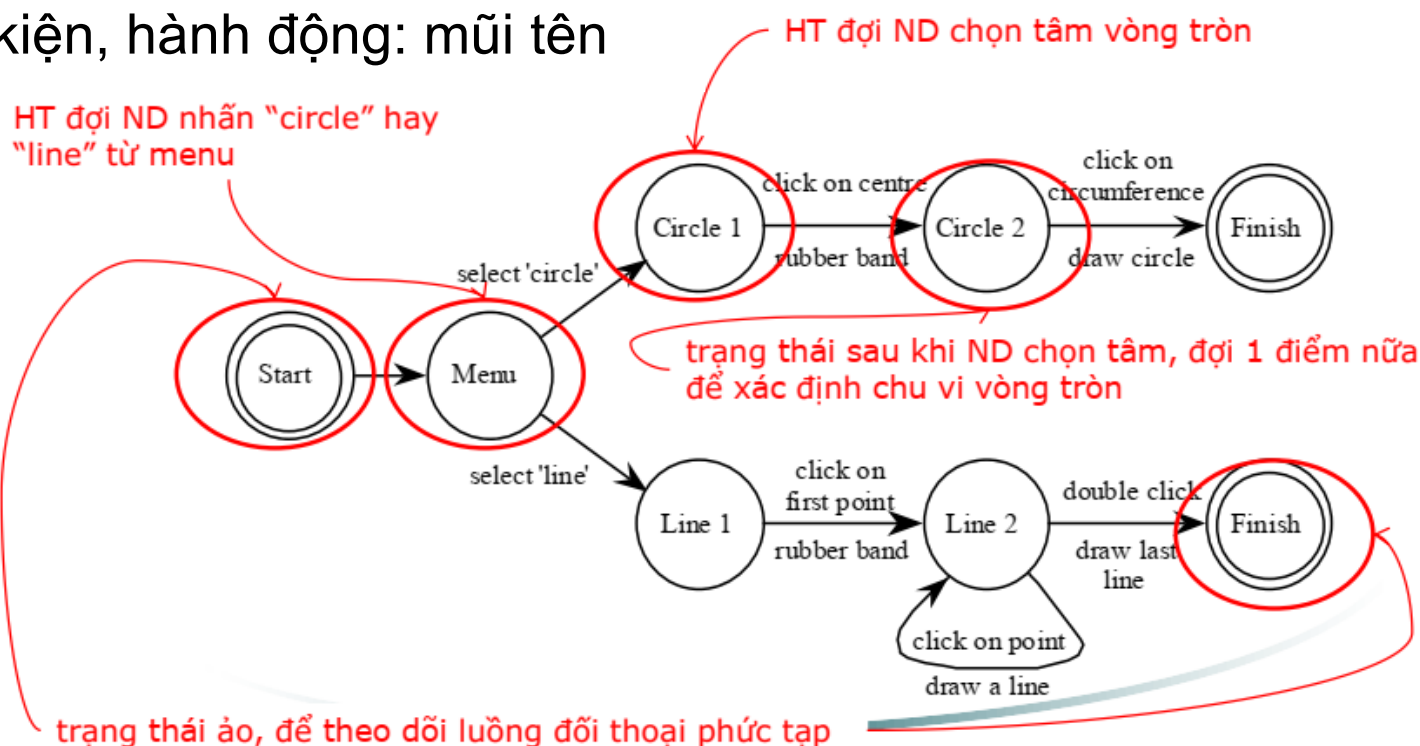 kiện, hành động: mũi tên
HT đợi ND chọn tâm vòng tròn
HT đợi ND nhấn “circle” hay
“line” từ menu
click on centre
click on
circumference
Circle 1
Circle 2
Finish
rubber band
draw circle
select 'circle'
trạng thái sau khi ND chọn tâm, đợi 1 điểm nữa
để xác định chu vi vòng tròn
Start
Menu
select 'line'
click on
first point
double click
Line 1
Line 2
Finish
rubber band
draw last
line
click on point
draw a line
trạng thái ảo, để theo dõi luồng đối thoại phức tạp